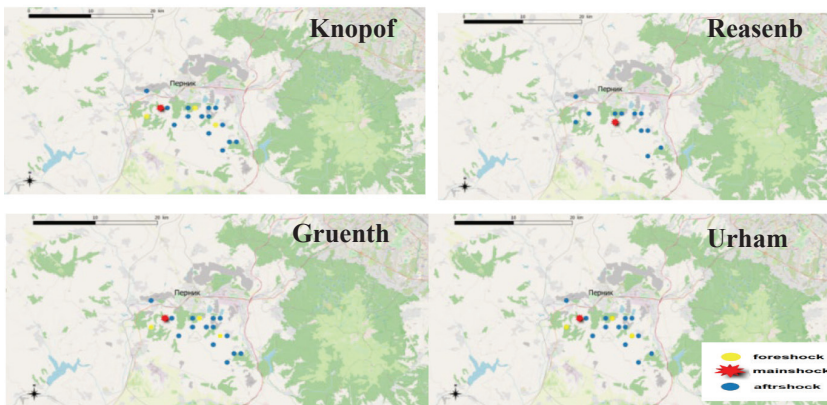 Knopof
Reasenb
Перник
Перник
Gruenth
Urham
Перник
Перник
foreshock
mainshock
aftrshock